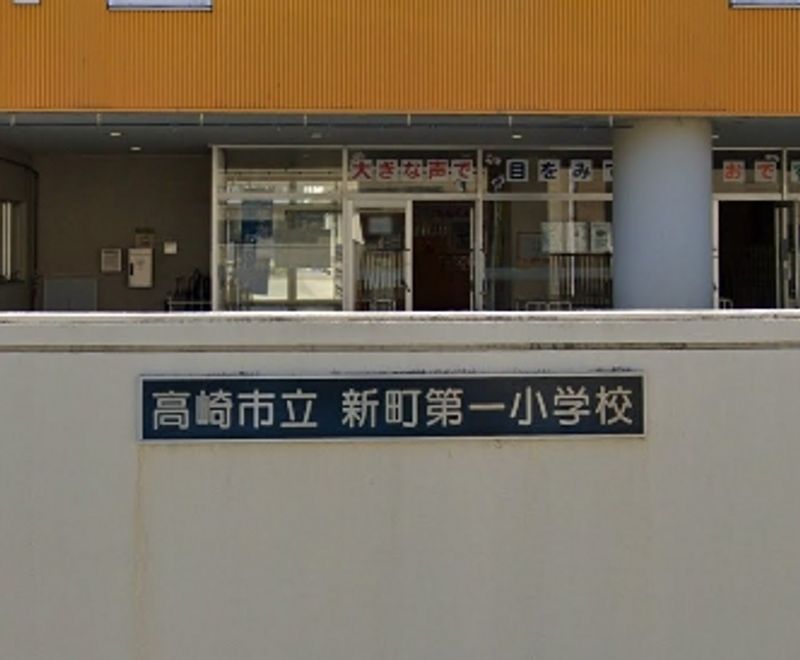 大きな声で 目をみて おで
高崎市立 新町第一小学校